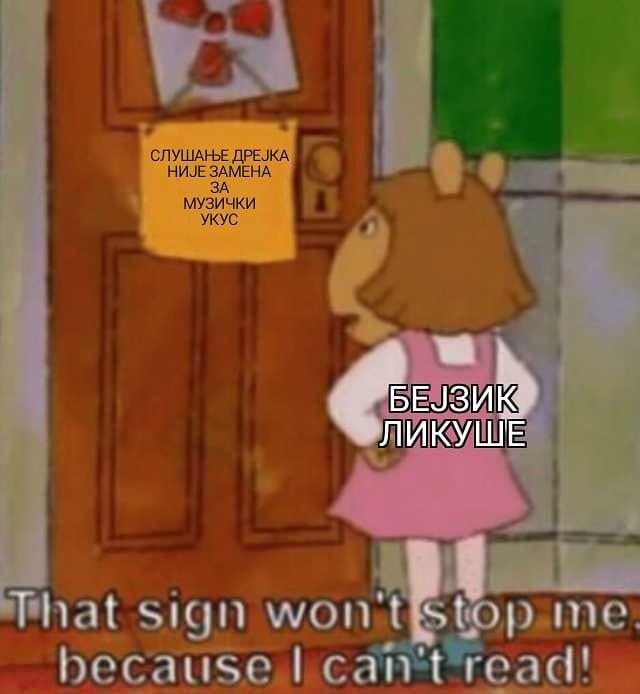 СЛУШАЊЕ ДРЕЈКА
НИЈЕ ЗАМЕНА
ЗА
МУЗИЧКИ
УКУС
БЕЈЗИК
ЛИКУШЕ
That sign won't stop me,
because I can't read!